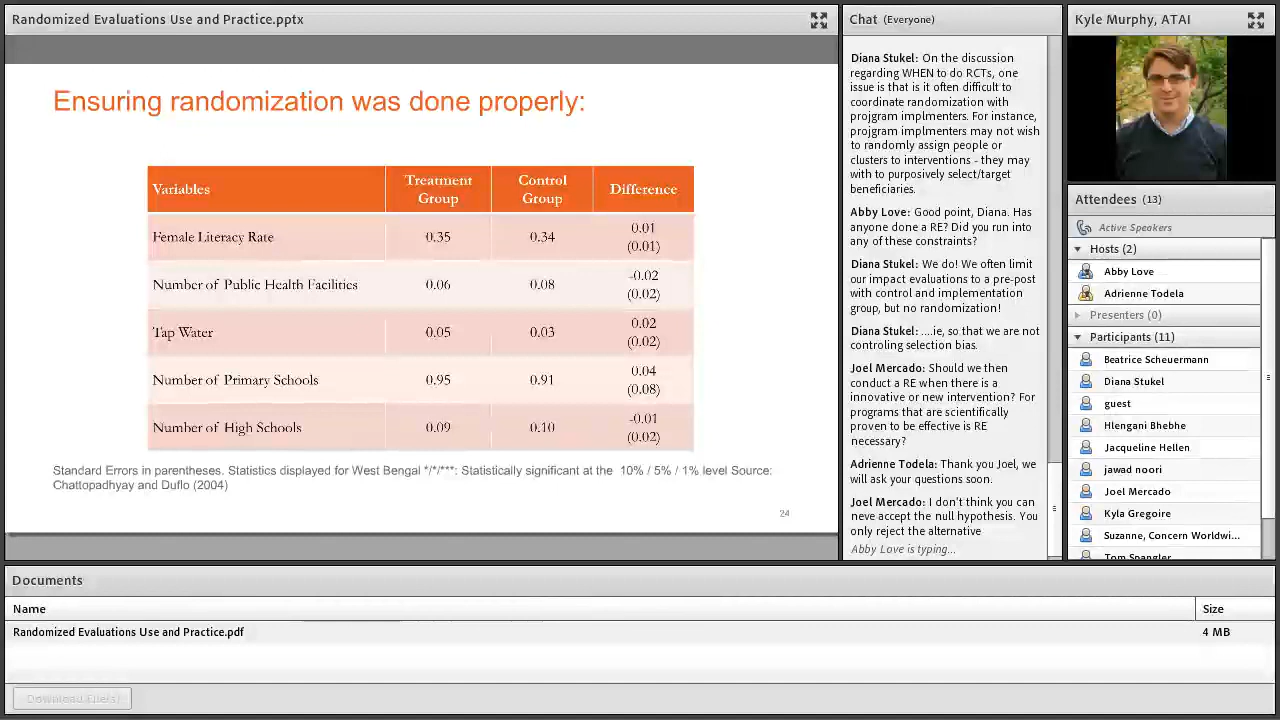 Randomized Evaluations Use and Practice.pptx
Ensuring randomization was done properly:
Variables
Treatment Group
Control Group
Difference
Female Literacy Rate 0.35 0.34 0.01 (0.01)
Number of Public Health Facilities 0.06 0.08 -0.02 (0.02)
Tap Water 0.05 0.03 0.02 (0.02)
Number of Primary Schools 0.95 0.91 0.04 (0.08)
Number of High Schools 0.09 0.10 -0.01 (0.02)
Standard Errors in parentheses. Statistics displayed for West Bengal */*/***: Statistically significant at the 10% / 5% / 1% level Source:
Chattopadhyay and Duflo (2004)
24
Chat (Everyone)
Diana Stukel: On the discussion
regarding WHEN to do RCTs, one
issue is that is it often difficult to
coordinate randomization with
projgram implmenters. For instance,
projgram implmenters may not wish
to randomly assign people or
clusters to interventions - they may
with to purposively select/target
beneficiaries.
Abby Love: Good point, Diana. Has
anyone done a RE? Did you run into
any of these constraints?
Diana Stukel: We do! We often limit
our impact evaluations to a pre-post
with control and implementation
group, but no randomization!
Diana Stukel: ....ie, so that we are not
controling selection bias.
Joel Mercado: Should we then
conduct a RE when there is a
innovative or new intervention? For
programs that are scientifically
proven to be effective is RE
necessary?
Adrienne Todela: Thank you Joel, we
will ask your questions soon.
Joel Mercado: I don't think you can
neve accept the null hypothesis. You
only reject the alternative
Abby Love is typing...
Kyle Murphy, ATAI
Attendees (13)
Active Speakers
Hosts (2)
Abby Love
Adrienne Todela
Presenters (0)
Participants (11)
Beatrice Scheuermann
Diana Stukel
guest
Hlengani Bhebhe
Jacqueline Hellen
jawad noori
Joel Mercado
Kyla Gregoire
Suzanne, Concern Worldwi...
Tom Spangler
Documents
Name Size
Randomized Evaluations Use and Practice.pdf 4 MB
Download File(s)